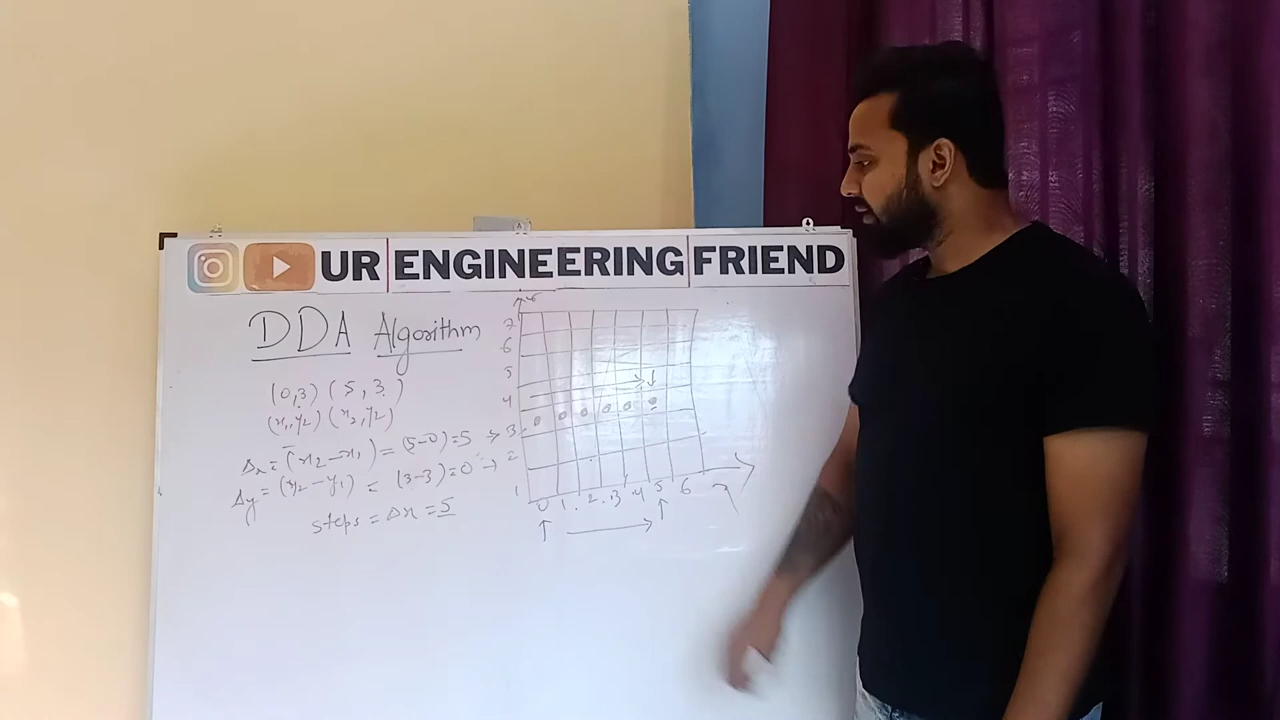 UR ENGINEERING FRIEND
DDA Algorithm
(0,3) (5,3)
(x1,y2) (x2,y2)
Δx = (x2-x1) = (5-0)=5 →
Δy = (y2-y1) = (3-3)=0 →
steps = Δx = 5
7
6
5
4
3
2
1
0 1 2 3 4 5 6 7